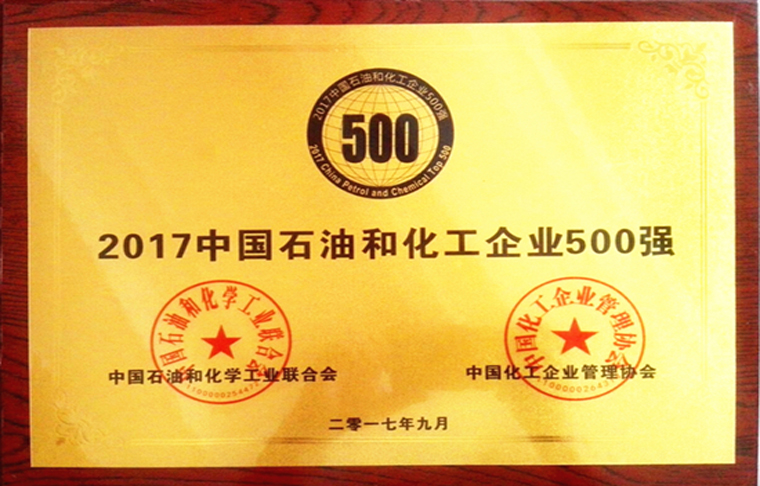 2017中国石油和化工企业500强
500
2017 China Petrol and Chemical Top 500
2017中国石油和化工企业500强
中国石油和化学工业联合会
中国化工企业管理协会
中国石油和化学工业联合会
中国化工企业管理协会
二零一七年九月